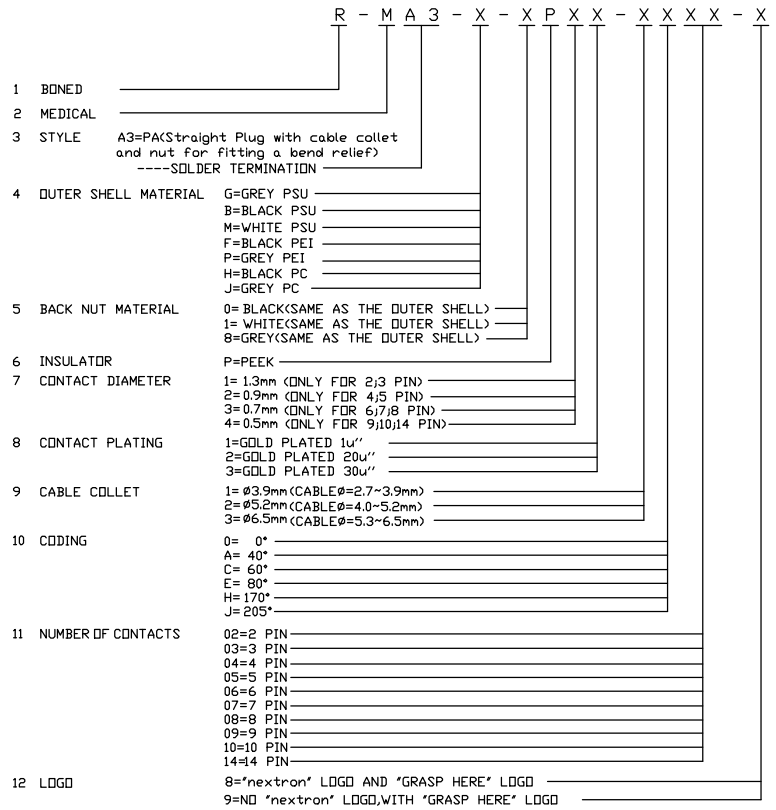 R - M A 3 - X - X P X X - X X X X - X
1 BONED
2 MEDICAL
3 STYLE A3=PA(Straight Plug with cable collet
and nut for fitting a bend relief)
----SOLDER TERMINATION
4 OUTER SHELL MATERIAL G=GREY PSU
B=BLACK PSU
M=WHITE PSU
F=BLACK PEI
P=GREY PEI
H=BLACK PC
J=GREY PC
5 BACK NUT MATERIAL 0= BLACK(SAME AS THE OUTER SHELL)
1= WHITE(SAME AS THE OUTER SHELL)
8=GREY(SAME AS THE OUTER SHELL)
6 INSULATOR P=PEEK
7 CONTACT DIAMETER 1= 1.3mm (ONLY FOR 2;3 PIN)
2=0.9mm (ONLY FOR 4;5 PIN)
3=0.7mm (ONLY FOR 6;7;8 PIN)
4=0.5mm (ONLY FOR 9;10;14 PIN)
8 CONTACT PLATING 1=GOLD PLATED 1u''
2=GOLD PLATED 20u''
3=GOLD PLATED 30u''
9 CABLE COLLET 1= ø3.9mm(CABLEø=2.7~3.9mm)
2=ø5.2mm(CABLEø=4.0~5.2mm)
3=ø6.5mm(CABLEø=5.3~6.5mm)
10 CODING 0= 0°
A= 40°
C= 60°
E= 80°
H=170°
J=205°
11 NUMBER OF CONTACTS 02=2 PIN
03=3 PIN
04=4 PIN
05=5 PIN
06=6 PIN
07=7 PIN
08=8 PIN
09=9 PIN
10=10 PIN
14=14 PIN
12 LOGO 8="nextron" LOGO AND "GRASP HERE" LOGO
9=NO "nextron" LOGO,WITH "GRASP HERE" LOGO